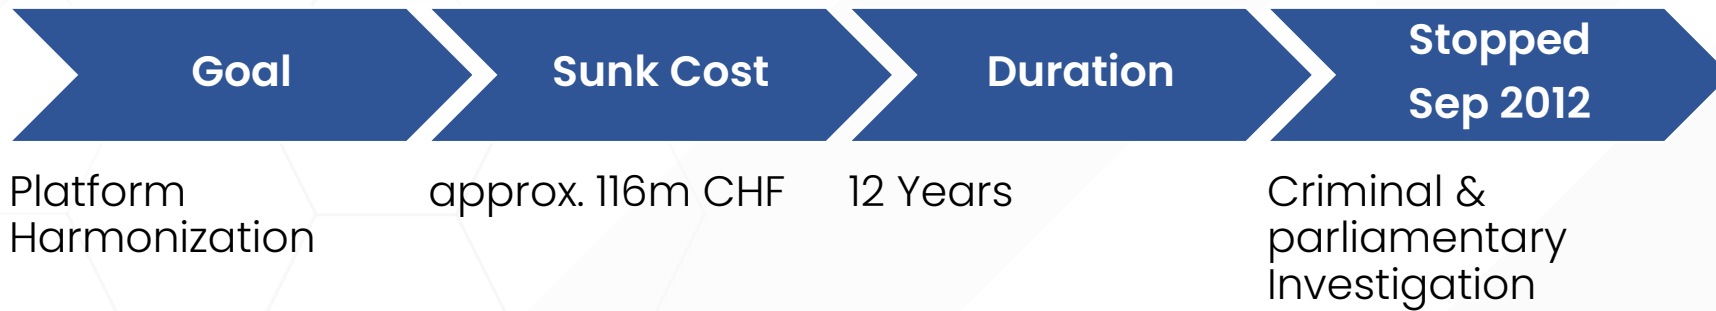 Goal
Sunk Cost
Duration
Stopped
Sep 2012
Platform
Harmonization
approx. 116m CHF
12 Years
Criminal &
parliamentary
Investigation